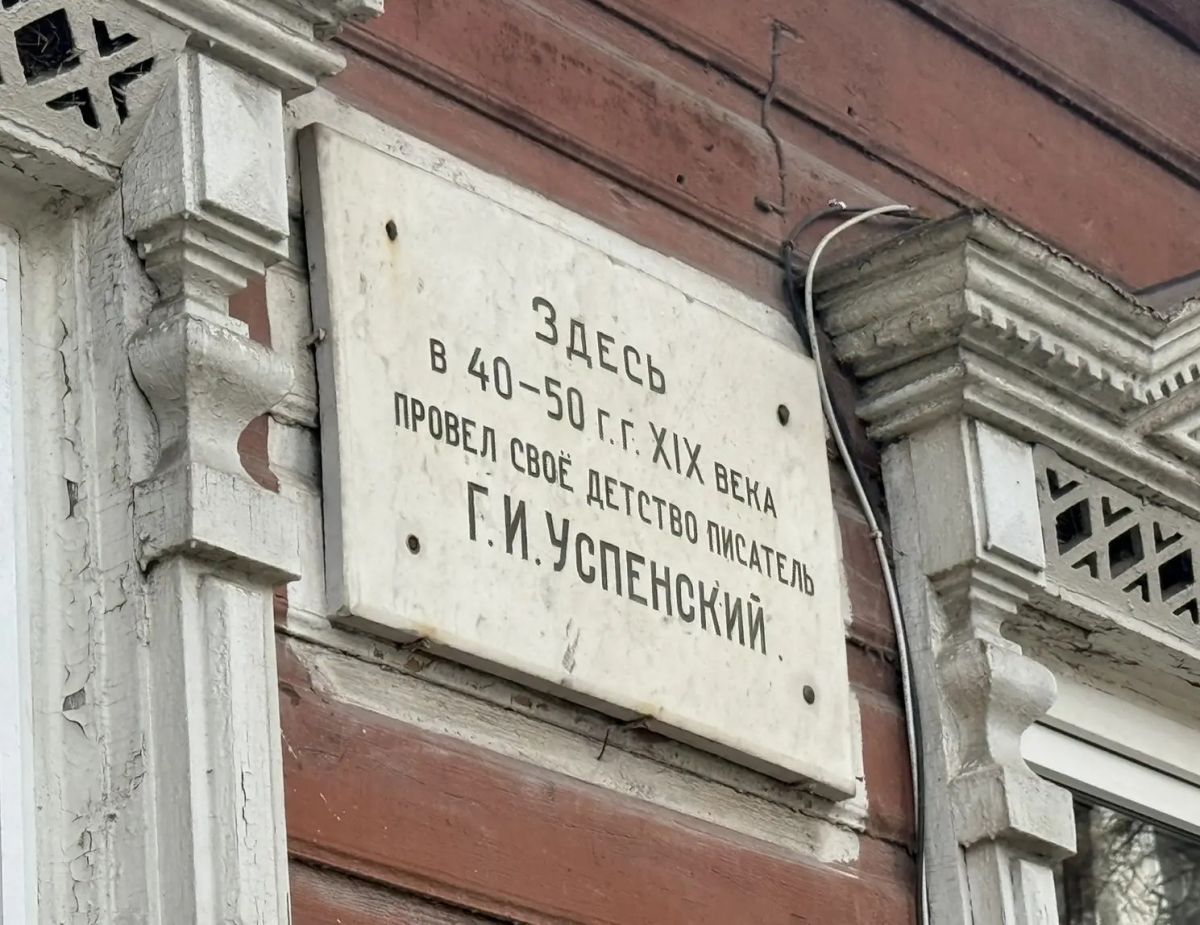 ЗДЕСЬ
В 40–50 Г.Г. XIX ВЕКА
ПРОВЕЛ СВОЁ ДЕТСТВО ПИСАТЕЛЬ
Г.И.УСПЕНСКИЙ.